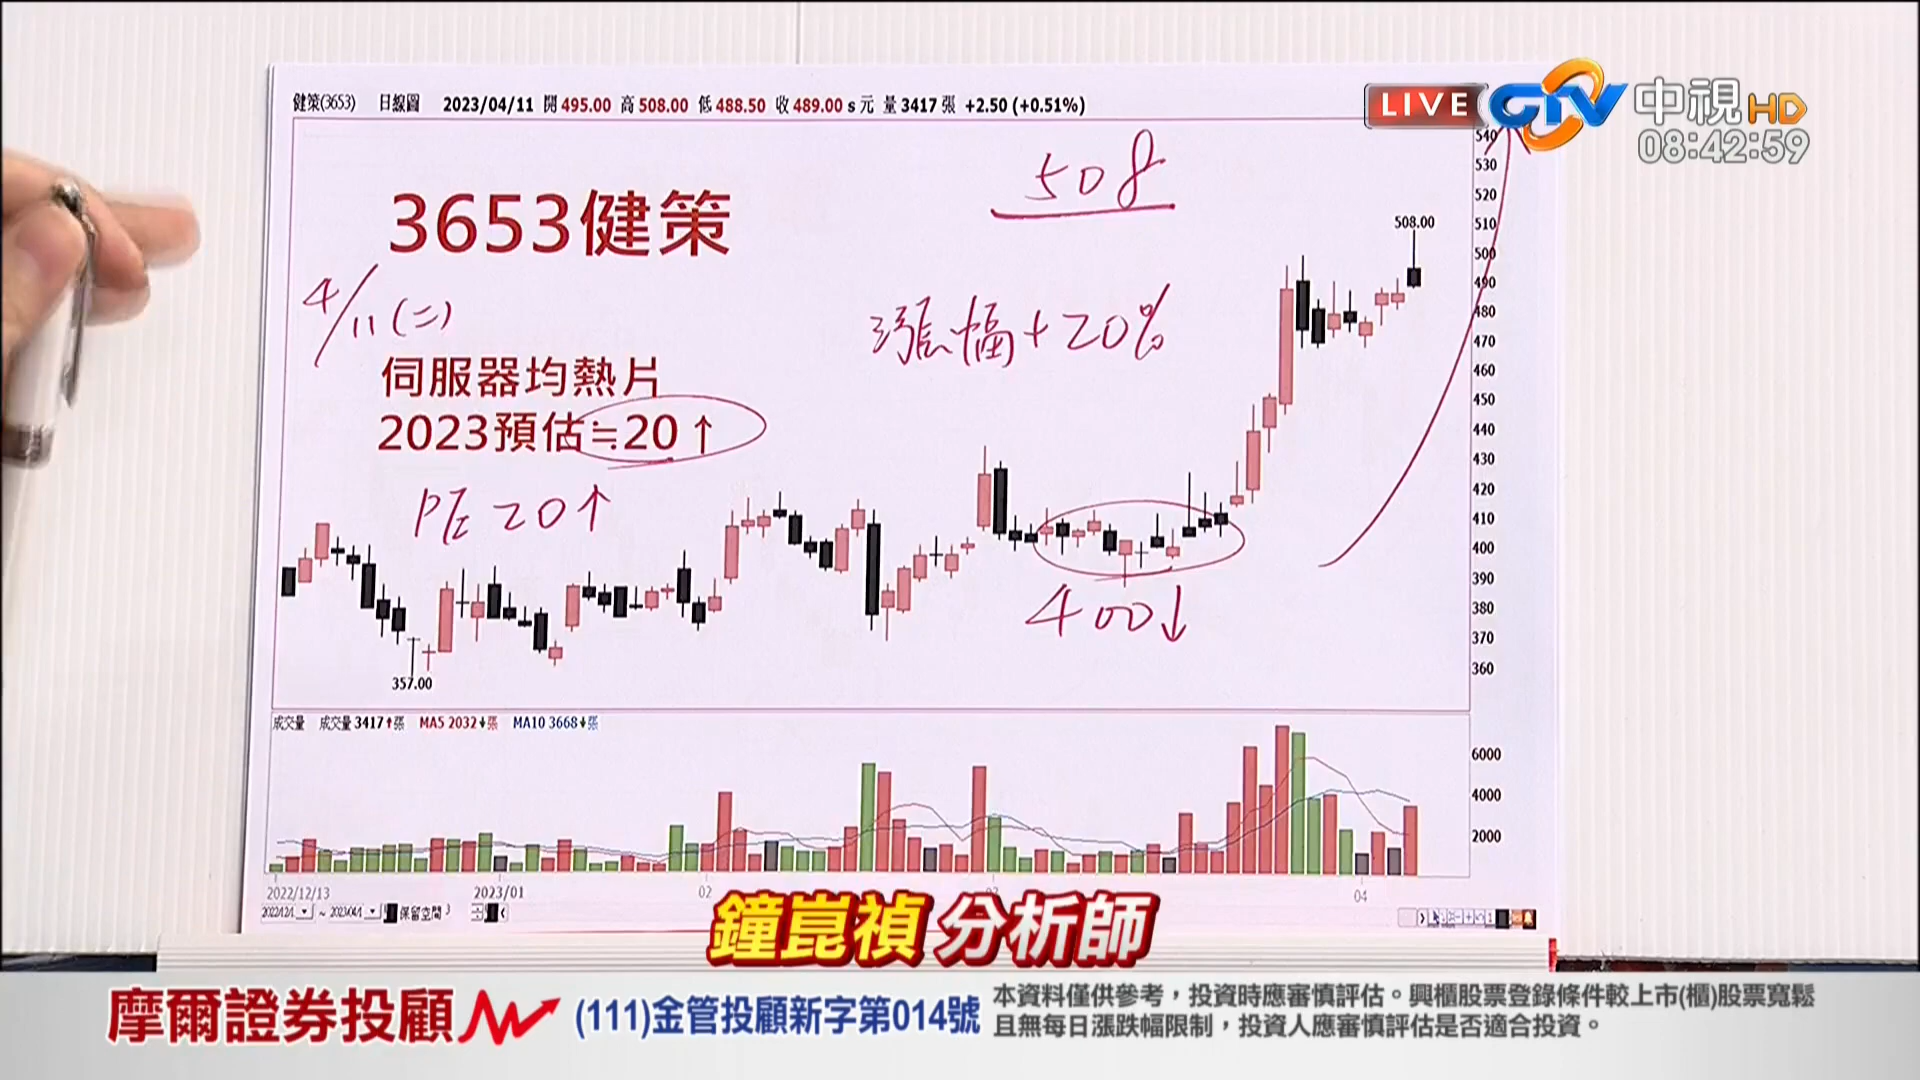 健策(3653) 日線圖 2023/04/11 開 495.00 高 508.00 低 488.50 收 489.00 s 元 量 3417 張 +2.50 (+0.51%)
LIVE CTV 中視HD
08:42:59
508
3653健策
4/11(二)
漲幅+20%
伺服器均熱片
2023預估≒20↑
PE 20↑
400↓
508.00
357.00
540
530
520
510
500
490
480
470
460
450
440
430
420
410
400
390
380
370
360
成交量 成交量 3417↑張 MA5 2032↓張 MA10 3668↓張
6000
4000
2000
2022/12/13 2023/01 02 04
保留空間
鐘崑禎 分析師
摩爾證券投顧 (111)金管投顧新字第014號
本資料僅供參考，投資時應審慎評估。興櫃股票登錄條件較上市(櫃)股票寬鬆
且無每日漲跌幅限制，投資人應審慎評估是否適合投資。